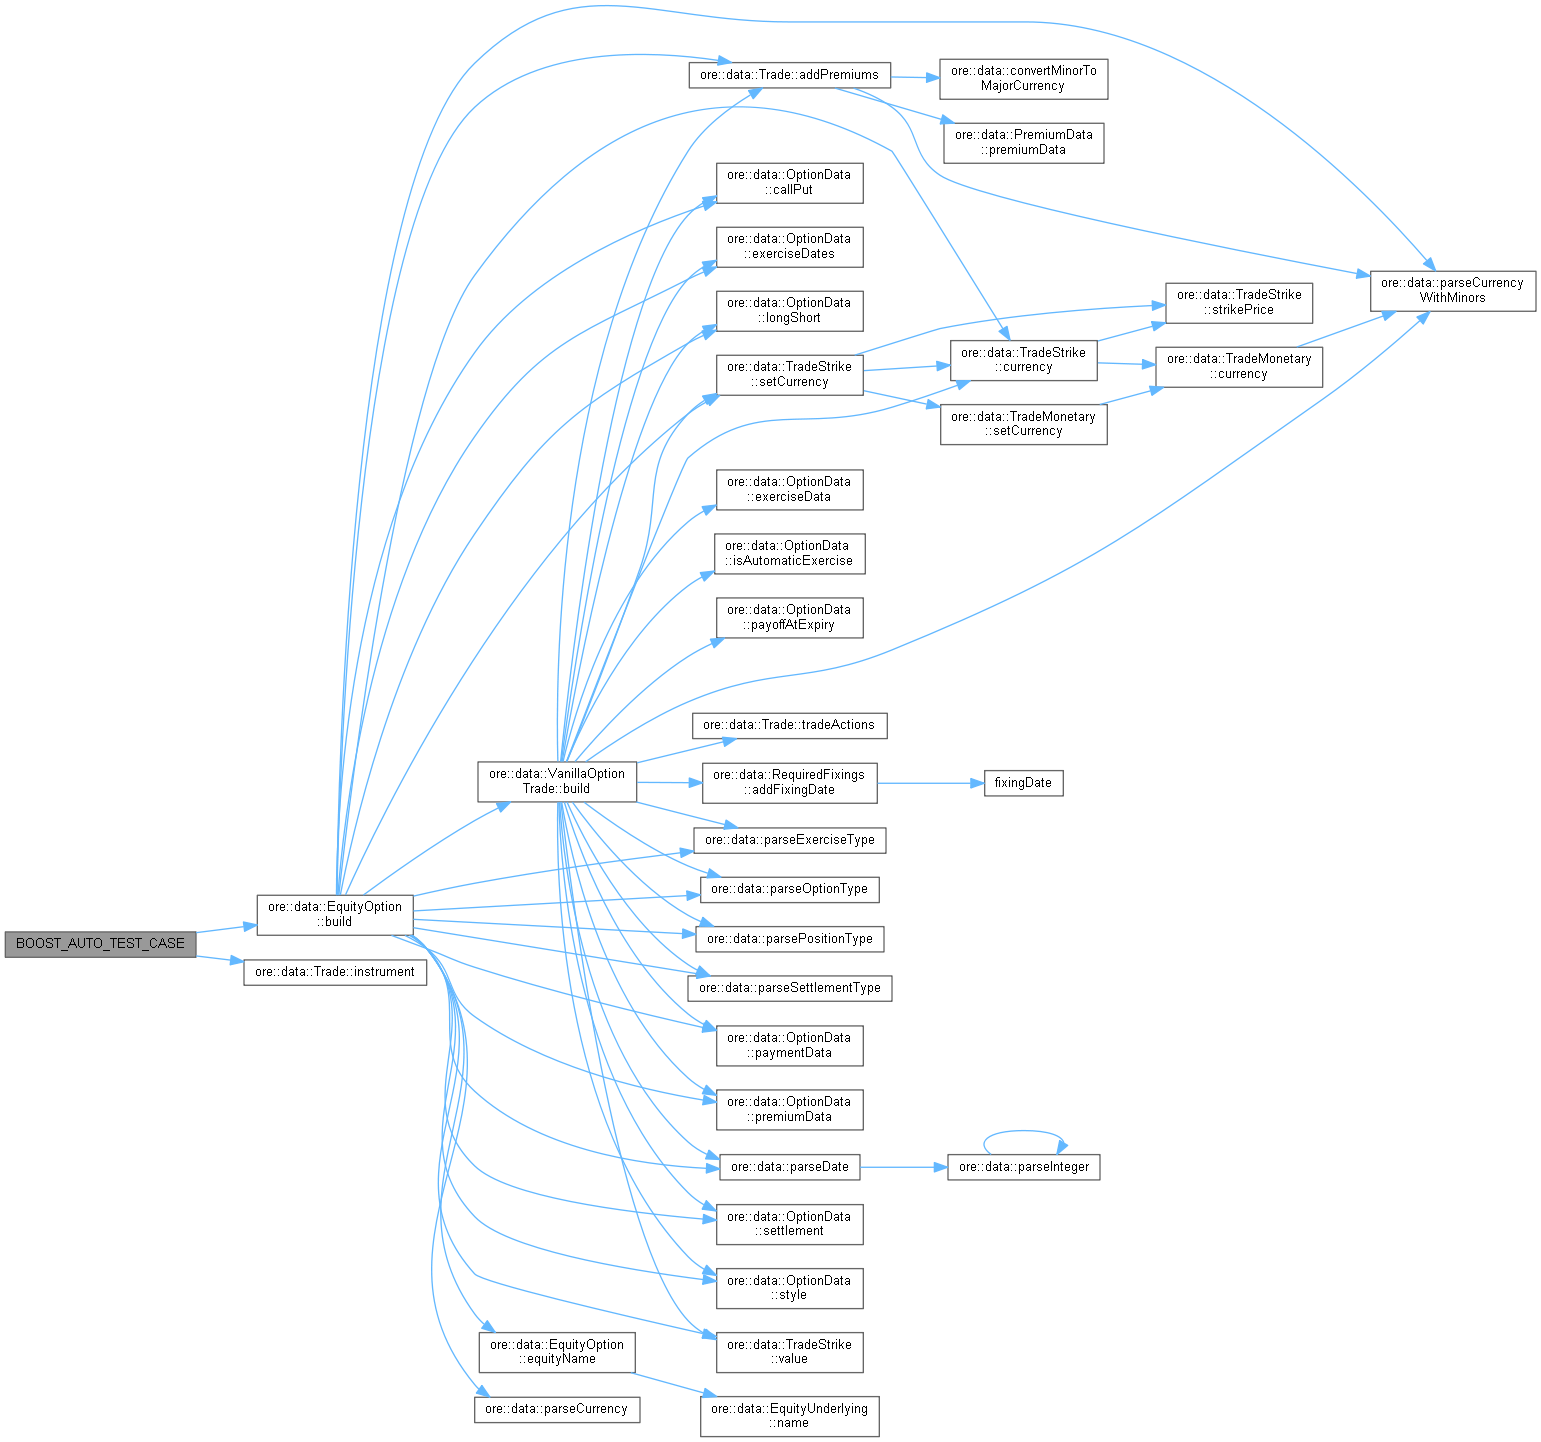 ore::data::Trade::addPremiums
ore::data::convertMinorTo
MajorCurrency
ore::data::PremiumData
::premiumData
ore::data::OptionData
::callPut
ore::data::OptionData
::exerciseDates
ore::data::OptionData
::longShort
ore::data::parseCurrency
WithMinors
ore::data::TradeStrike
::strikePrice
ore::data::TradeStrike
::currency
ore::data::TradeMonetary
::currency
ore::data::TradeStrike
::setCurrency
ore::data::TradeMonetary
::setCurrency
ore::data::OptionData
::exerciseData
ore::data::OptionData
::isAutomaticExercise
ore::data::OptionData
::payoffAtExpiry
ore::data::Trade::tradeActions
ore::data::VanillaOption
Trade::build
ore::data::RequiredFixings
::addFixingDate
fixingDate
ore::data::parseExerciseType
ore::data::parseOptionType
ore::data::EquityOption
::build
ore::data::parsePositionType
BOOST_AUTO_TEST_CASE
ore::data::Trade::instrument
ore::data::parseSettlementType
ore::data::OptionData
::paymentData
ore::data::OptionData
::premiumData
ore::data::parseDate
ore::data::parseInteger
ore::data::OptionData
::settlement
ore::data::OptionData
::style
ore::data::EquityOption
::equityName
ore::data::TradeStrike
::value
ore::data::parseCurrency
ore::data::EquityUnderlying
::name